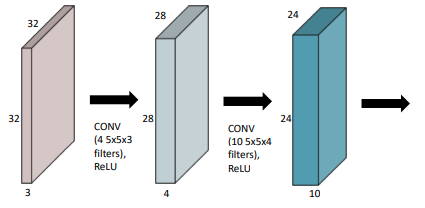 32
32
3
CONV
(4 5x5x3
filters),
ReLU
28
28
4
CONV
(10 5x5x4
filters),
ReLU
24
24
10